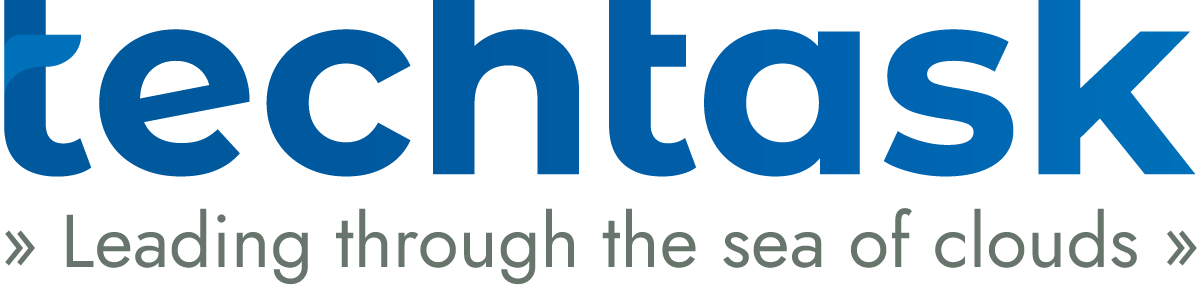 techtask
» Leading through the sea of clouds »